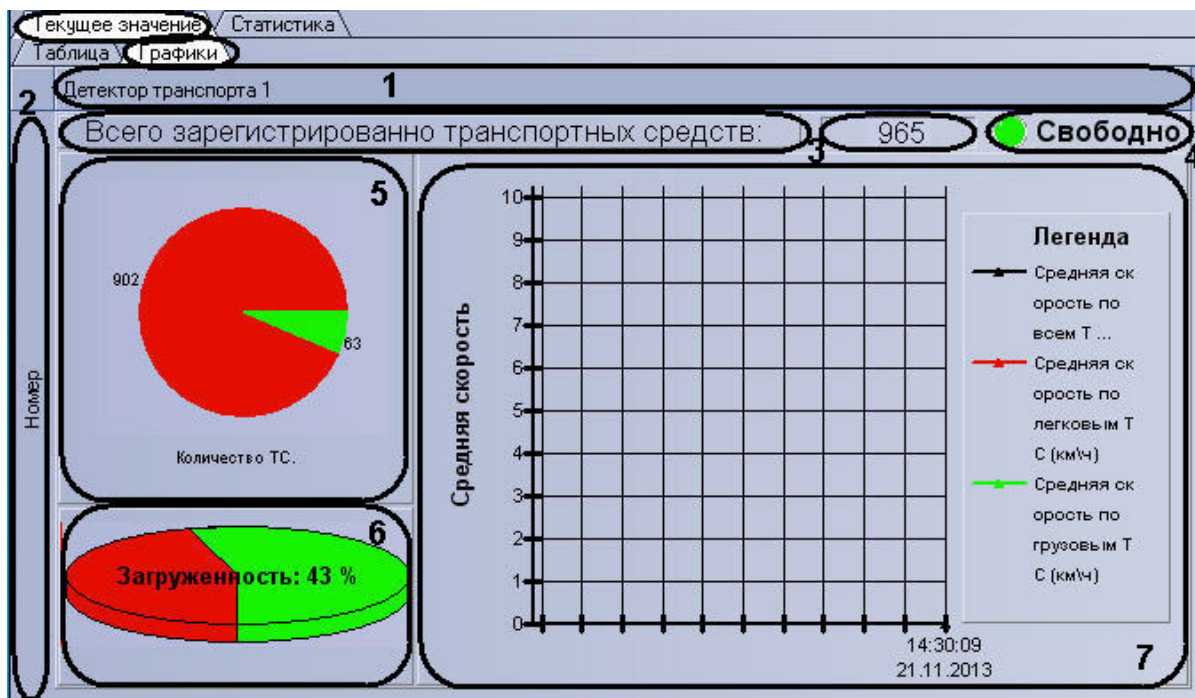 Текущее значение Статистика
Таблица Графики
Детектор транспорта 1
1
2
Всего зарегистрированно транспортных средств:
3
965
Свободно
4
Номер
5
902
63
Количество ТС.
6
Загруженность: 43 %
Средняя скорость
10
9
8
7
6
5
4
3
2
1
0
14:30:09
21.11.2013
Легенда
Средняя ск
орость по
всем Т ...
Средняя ск
орость по
легковым Т
С (км\ч)
Средняя ск
орость по
грузовым Т
С (км\ч)
7